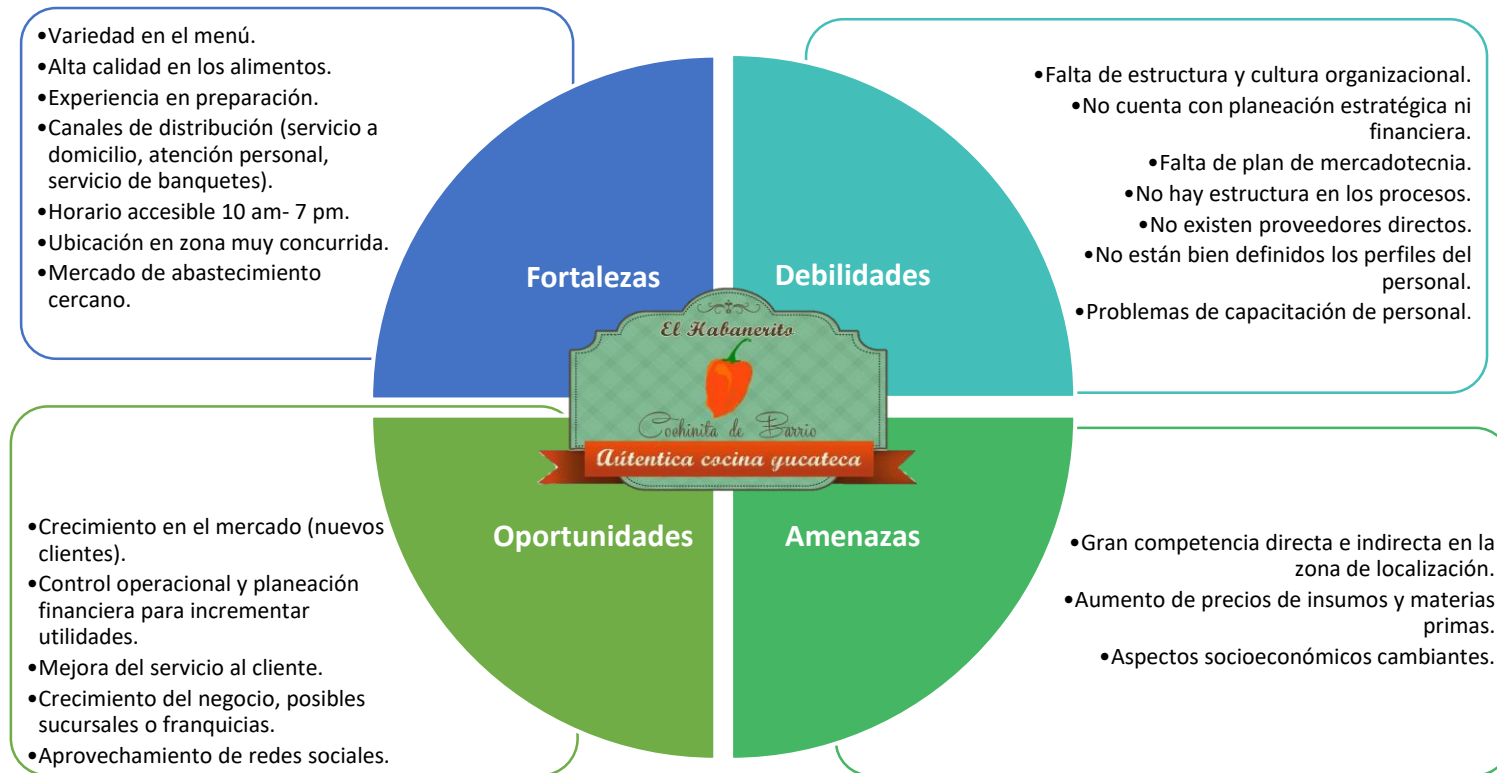 •Variedad en el menú.
•Alta calidad en los alimentos.
•Experiencia en preparación.
•Canales de distribución (servicio a
domicilio, atención personal,
servicio de banquetes).
•Horario accesible 10 am- 7 pm.
•Ubicación en zona muy concurrida.
•Mercado de abastecimiento
cercano.
Fortalezas
•Falta de estructura y cultura organizacional.
•No cuenta con planeación estratégica ni
financiera.
•Falta de plan de mercadotecnia.
•No hay estructura en los procesos.
•No existen proveedores directos.
•No están bien definidos los perfiles del
personal.
•Problemas de capacitación de personal.
Debilidades
El Habanerito
Cochinita de Barrio
Aútentica cocina yucateca
•Crecimiento en el mercado (nuevos
clientes).
•Control operacional y planeación
financiera para incrementar
utilidades.
•Mejora del servicio al cliente.
•Crecimiento del negocio, posibles
sucursales o franquicias.
•Aprovechamiento de redes sociales.
Oportunidades
Amenazas
•Gran competencia directa e indirecta en la
zona de localización.
•Aumento de precios de insumos y materias
primas.
•Aspectos socioeconómicos cambiantes.